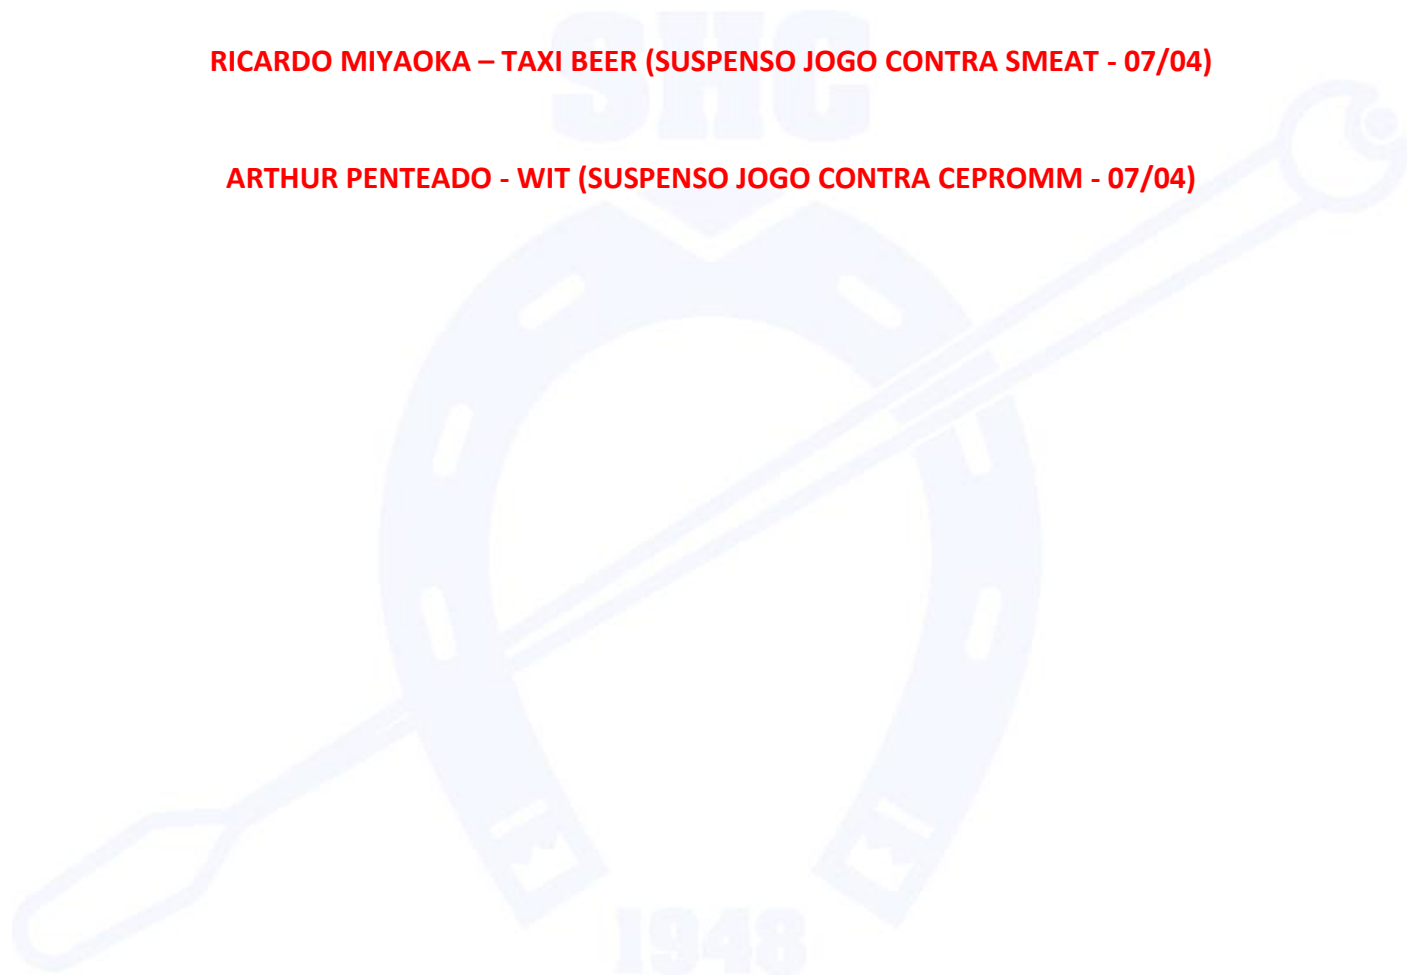 SHC
RICARDO MIYAOKA – TAXI BEER (SUSPENSO JOGO CONTRA SMEAT - 07/04)
ARTHUR PENTEADO - WIT (SUSPENSO JOGO CONTRA CEPROMM - 07/04)
1948